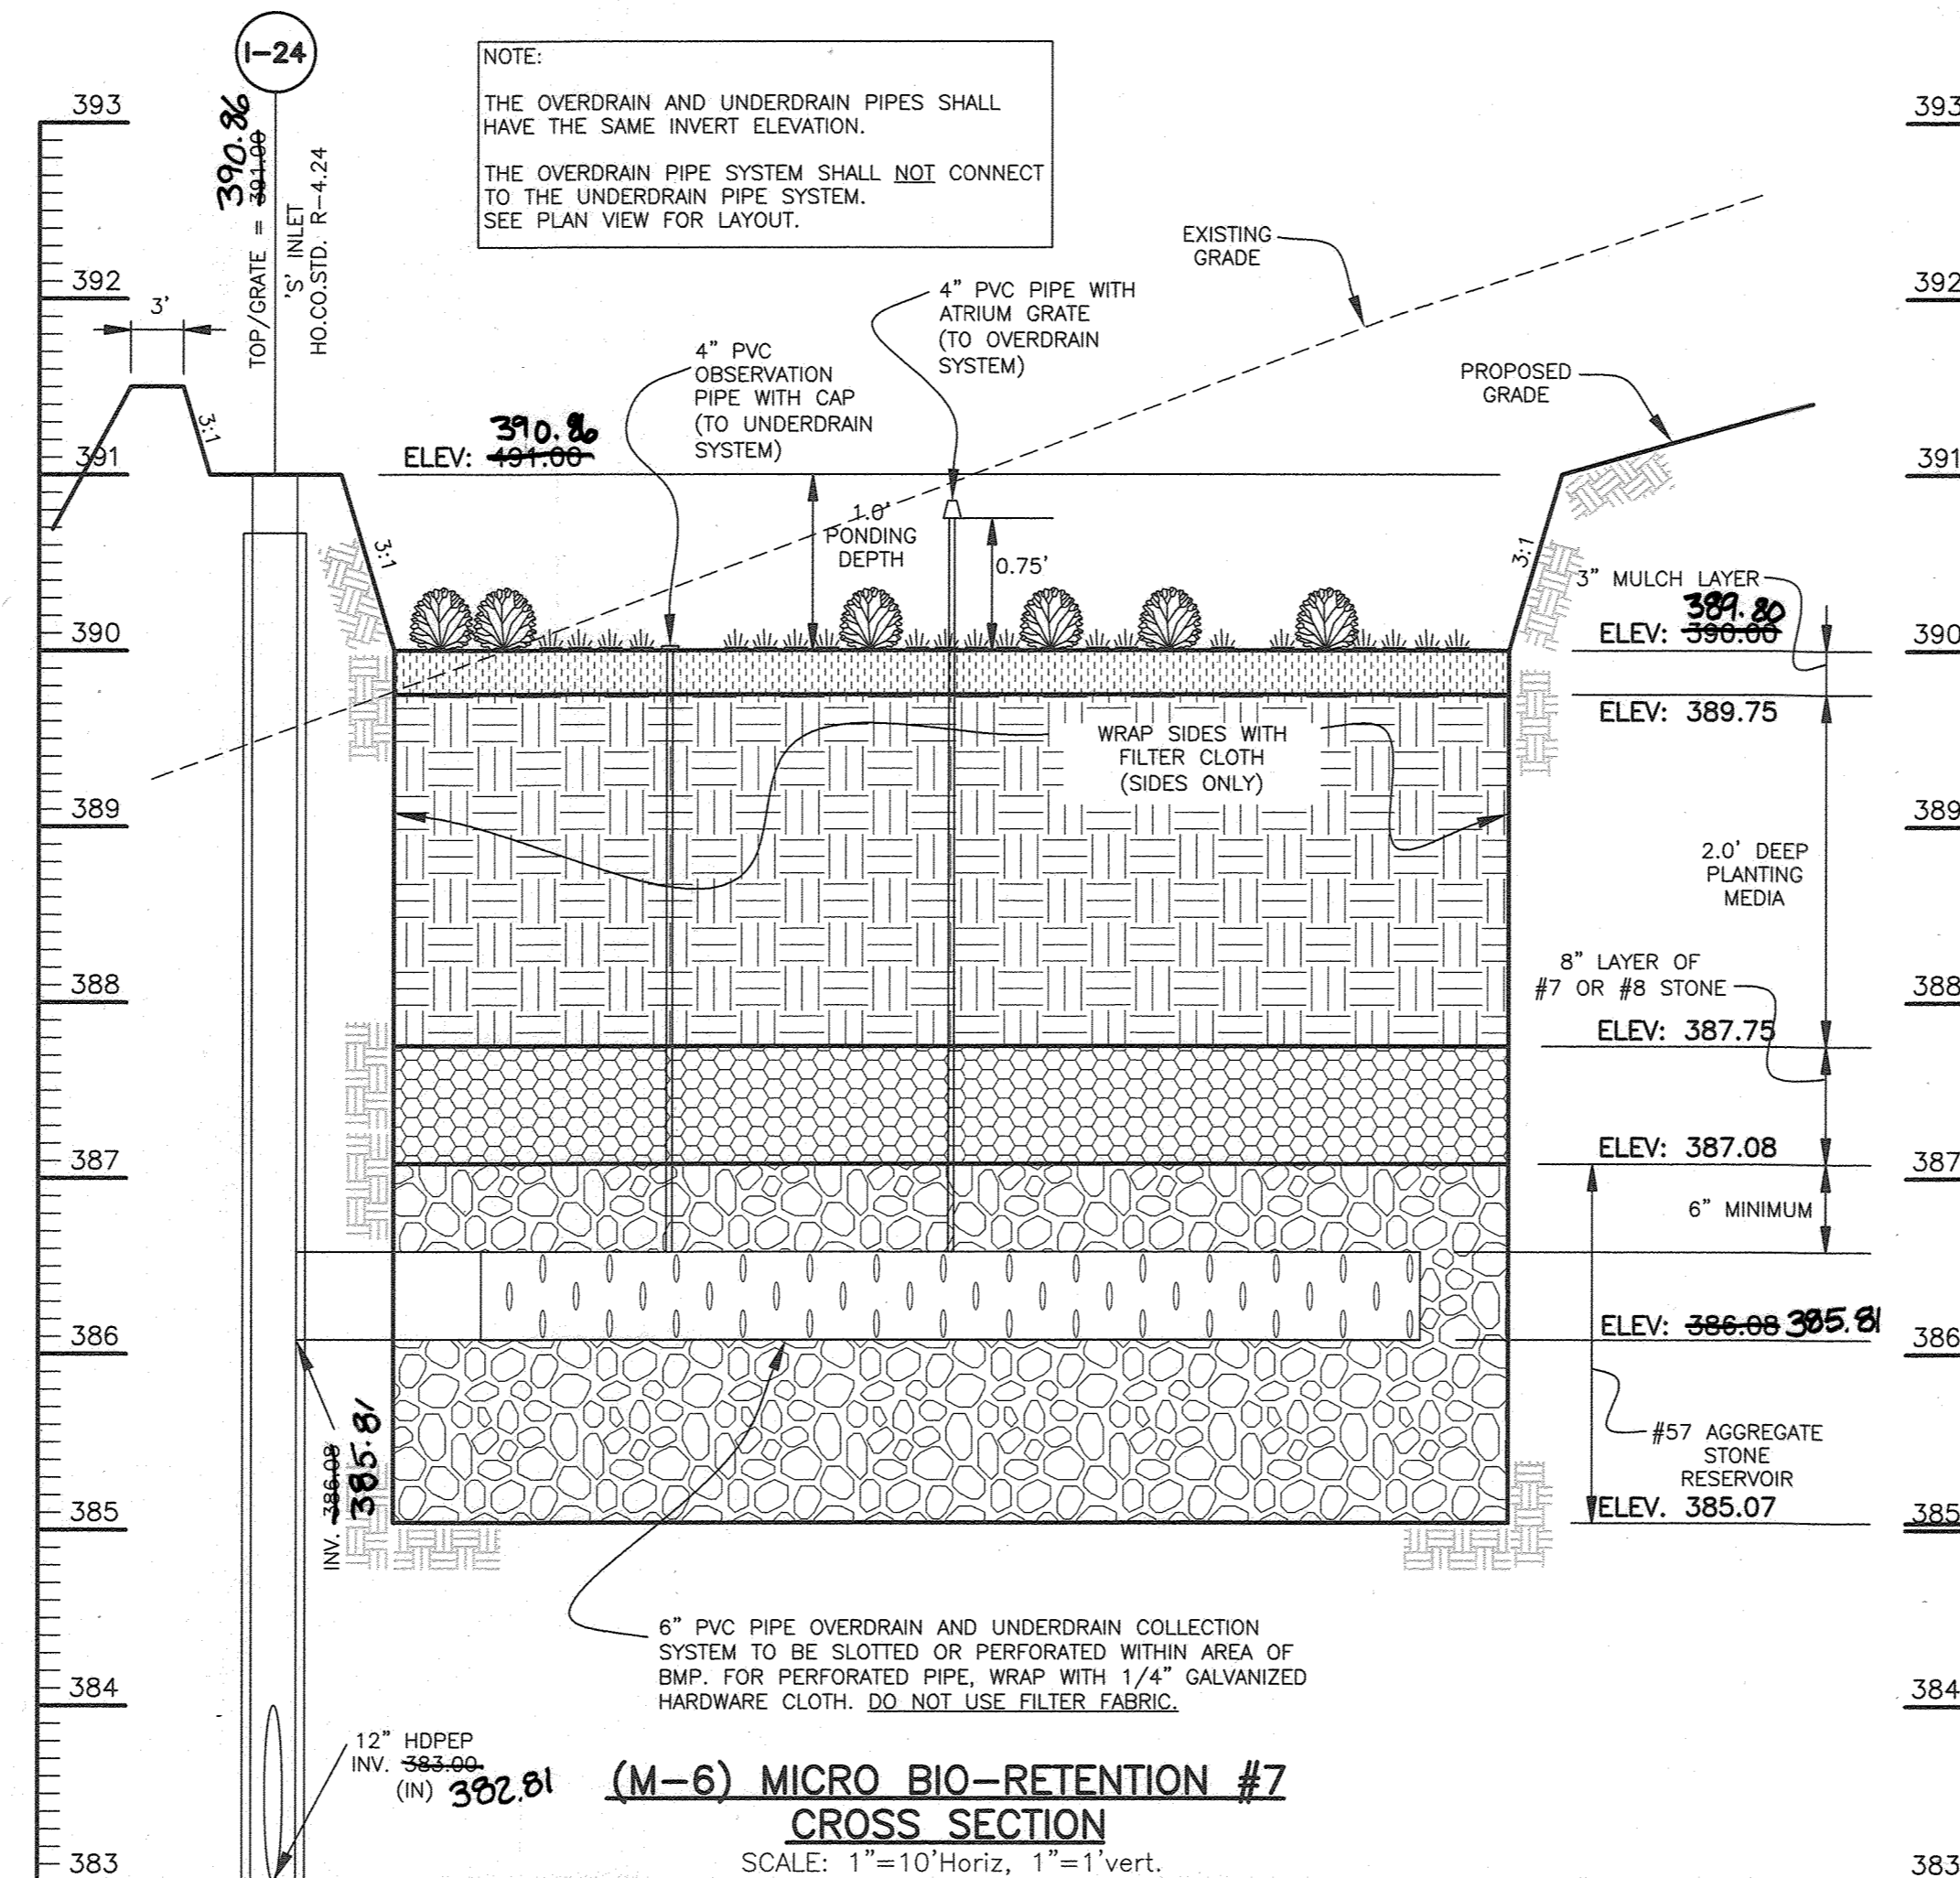 I-24
390.86
TOP/GRATE = 391.00
'S' INLET
HO.CO.STD. R-4.24
NOTE:
THE OVERDRAIN AND UNDERDRAIN PIPES SHALL
HAVE THE SAME INVERT ELEVATION.
THE OVERDRAIN PIPE SYSTEM SHALL NOT CONNECT
TO THE UNDERDRAIN PIPE SYSTEM.
SEE PLAN VIEW FOR LAYOUT.
393
392
391
390
389
388
387
386
385
384
383
3'
3:1
3:1
390.86
ELEV: 491.00
4" PVC
OBSERVATION
PIPE WITH CAP
(TO UNDERDRAIN
SYSTEM)
4" PVC PIPE WITH
ATRIUM GRATE
(TO OVERDRAIN
SYSTEM)
EXISTING
GRADE
PROPOSED
GRADE
1.0'
PONDING
DEPTH
0.75'
3:1
3" MULCH LAYER
389.80
ELEV: 390.00
ELEV: 389.75
WRAP SIDES WITH
FILTER CLOTH
(SIDES ONLY)
2.0' DEEP
PLANTING
MEDIA
8" LAYER OF
#7 OR #8 STONE
ELEV: 387.75
ELEV: 387.08
6" MINIMUM
ELEV: 386.08 385.81
#57 AGGREGATE
STONE
RESERVOIR
ELEV. 385.07
INV. 386.08
385.81
6" PVC PIPE OVERDRAIN AND UNDERDRAIN COLLECTION
SYSTEM TO BE SLOTTED OR PERFORATED WITHIN AREA OF
BMP. FOR PERFORATED PIPE, WRAP WITH 1/4" GALVANIZED
HARDWARE CLOTH. DO NOT USE FILTER FABRIC.
12" HDPEP
INV. 383.00
(IN) 382.81
(M-6) MICRO BIO-RETENTION #7
CROSS SECTION
SCALE: 1"=10'Horiz, 1"=1'vert.
393
392
391
390
389
388
387
386
385
384
383